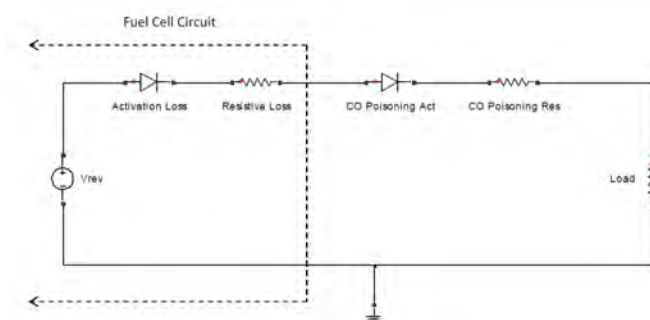 Fuel Cell Circuit
Activation Loss
Resistive Loss
CO Poisoning Act
CO Poisoning Res
Vrev
Load